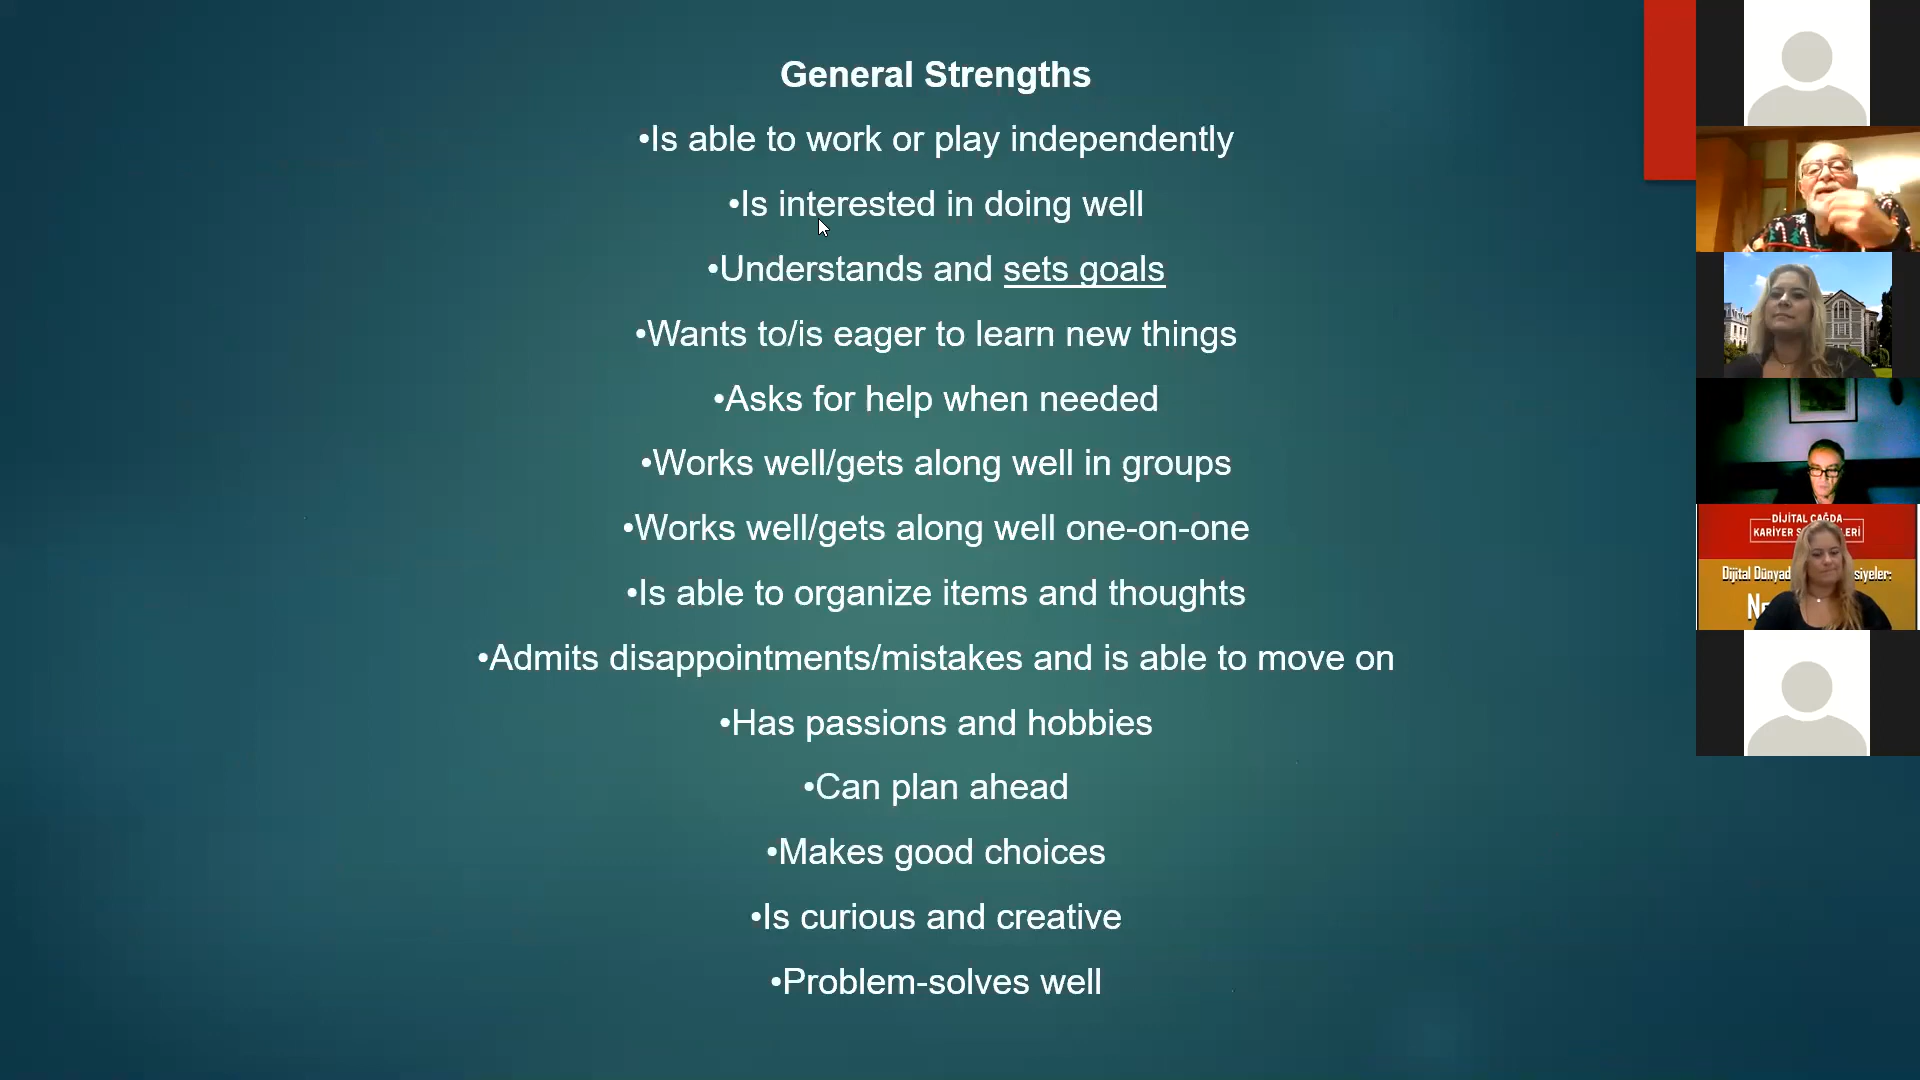 General Strengths
•Is able to work or play independently
•Is interested in doing well
•Understands and sets goals
•Wants to/is eager to learn new things
•Asks for help when needed
•Works well/gets along well in groups
•Works well/gets along well one-on-one
•Is able to organize items and thoughts
•Admits disappointments/mistakes and is able to move on
•Has passions and hobbies
•Can plan ahead
•Makes good choices
•Is curious and creative
•Problem-solves well
DİJİTAL ÇAĞDA
KARİYER
Dijital